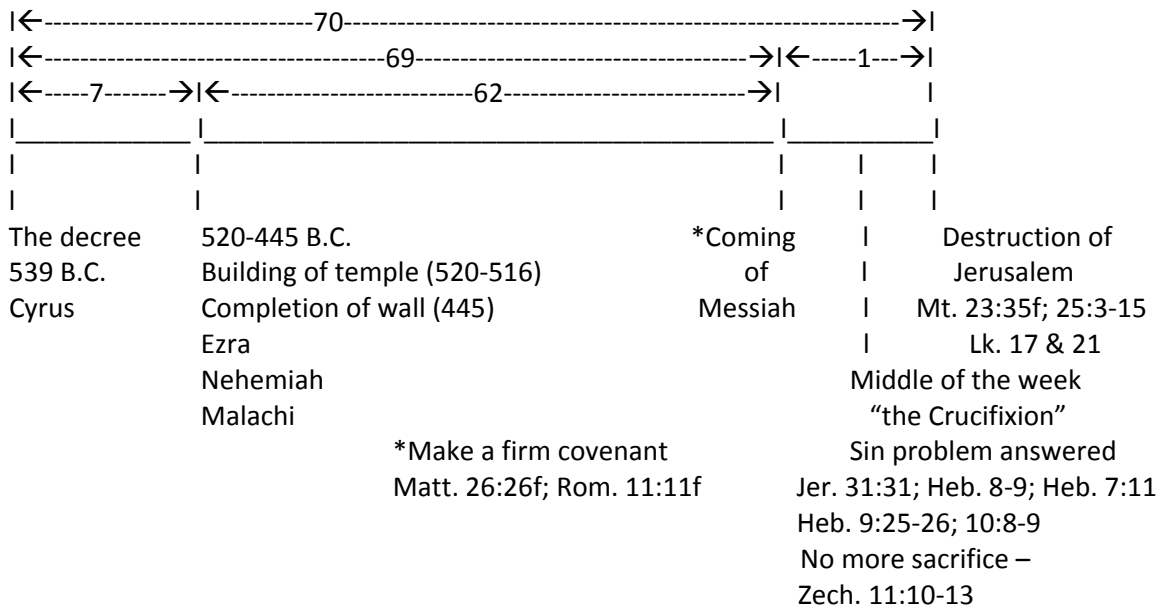 |←-----------------------------70------------------------------------------------------------→|
|←----------------------------------------69------------------------------------→|←-----1---→|
|←-----7-------→|←---------------------------62---------------------------→| |
|____________ |_______________________________________ |__________|
| | | | |
| | | | |
The decree 520-445 B.C. *Coming | Destruction of
539 B.C. Building of temple (520-516) of | Jerusalem
Cyrus Completion of wall (445) Messiah | Mt. 23:35f; 25:3-15
Ezra | Lk. 17 & 21
Nehemiah Middle of the week
Malachi “the Crucifixion”
*Make a firm covenant Sin problem answered
Matt. 26:26f; Rom. 11:11f Jer. 31:31; Heb. 8-9; Heb. 7:11
Heb. 9:25-26; 10:8-9
No more sacrifice –
Zech. 11:10-13